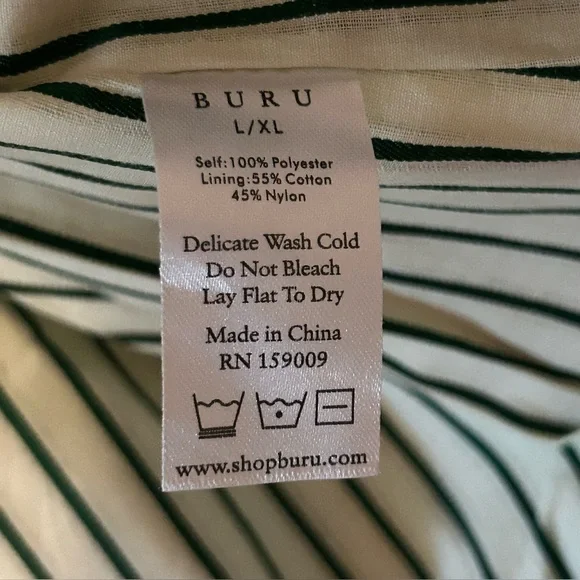 BURU
L/XL
Self:100% Polyester
Lining:55% Cotton
45% Nylon
Delicate Wash Cold
Do Not Bleach
Lay Flat To Dry
Made in China
RN 159009
www.shopburu.com